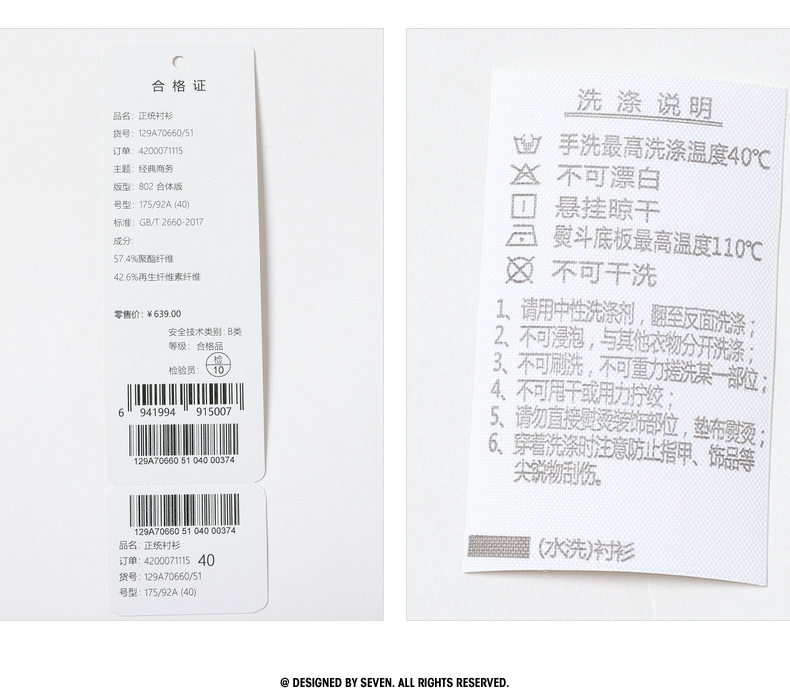 合格证
品名：正统衬衫
货号：129A70660/51
订单：4200071115
主题：经典商务
版型：802 合体版
号型：175/92A (40)
标准：GB/T 2660-2017
成分：
57.4%聚酯纤维
42.6%再生纤维素纤维
零售价：¥639.00
安全技术类别：B类
等级：合格品
检验员：检
10
6 941994 915007
129A70660 51 040 00374
129A70660 51 040 00374
品名：正统衬衫
订单：4200071115 40
货号：129A70660/51
号型：175/92A (40)
洗涤说明
手洗最高洗涤温度40℃
不可漂白
悬挂晾干
熨斗底板最高温度110℃
不可干洗
1、请用中性洗涤剂，翻至反面洗涤；
2、不可浸泡，与其他衣物分开洗涤；
3、不可刷洗，不可重力搓洗某一部位；
4、不可甩干或用力拧绞；
5、请勿直接熨烫装饰部位，垫布熨烫；
6、穿着洗涤时注意防止指甲、饰品等
尖锐物刮伤。
(水洗)衬衫
@ DESIGNED BY SEVEN. ALL RIGHTS RESERVED.